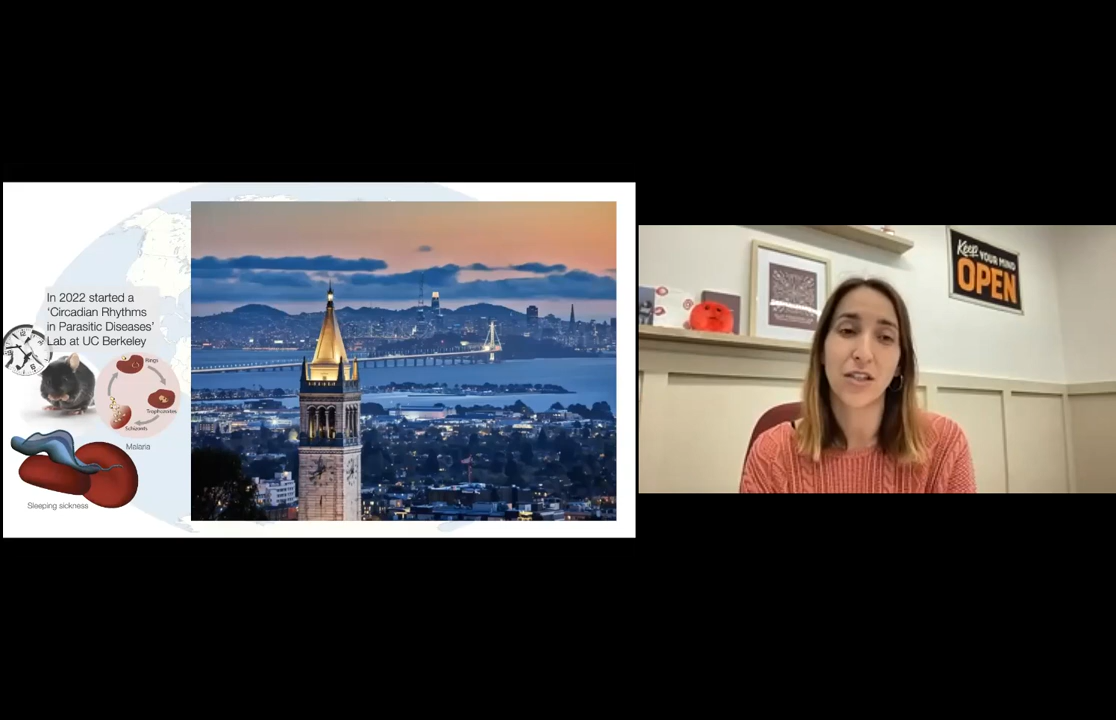 In 2022 started a
‘Circadian Rhythms
in Parasitic Diseases’
Lab at UC Berkeley
Rings
Trophozoites
Schizonts
Malaria
Sleeping sickness
Keep YOUR MIND
OPEN